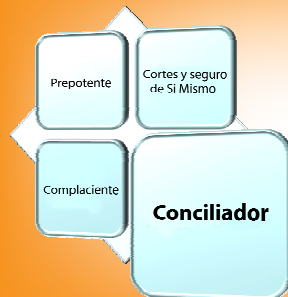 Prepotente
Cortes y seguro
de Si Mismo
Complaciente
Conciliador